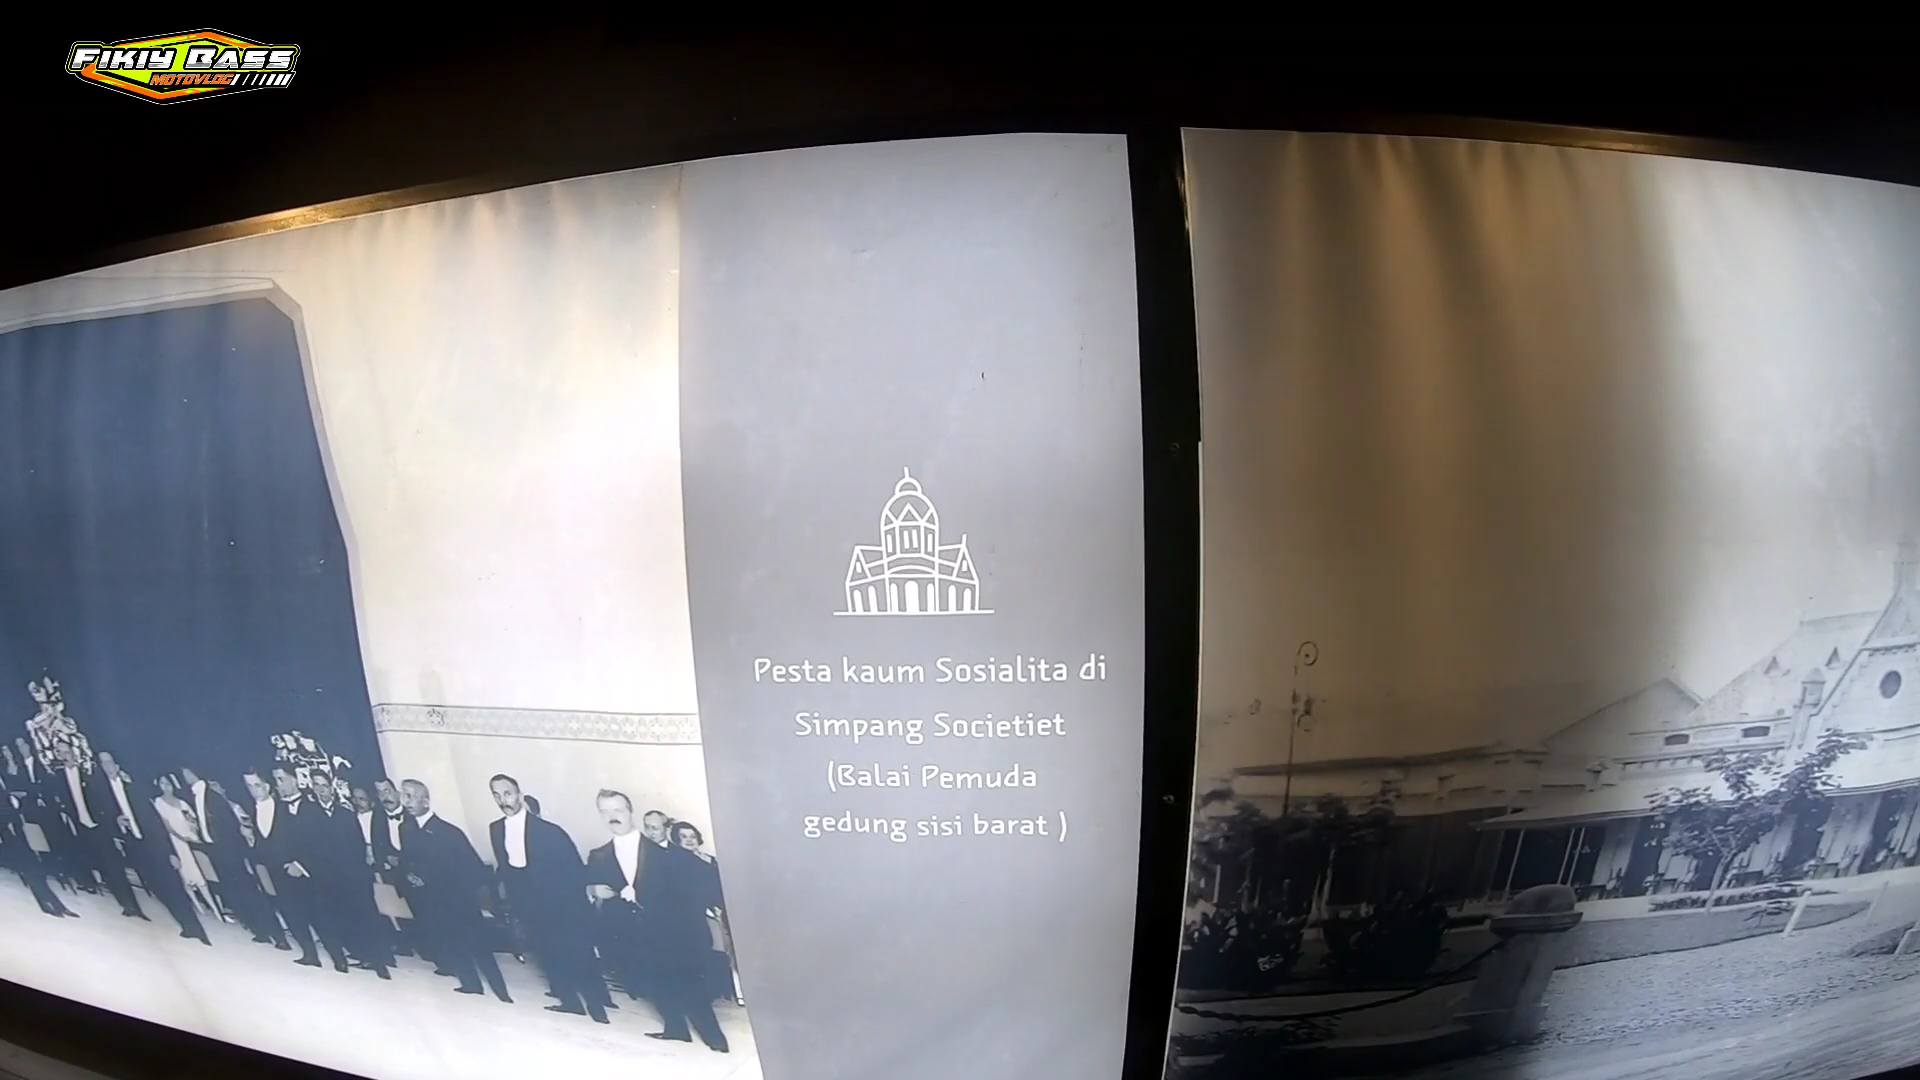 FIKIY BASS
MOTOVLOG
Pesta kaum Sosialita di
Simpang Societiet
(Balai Pemuda
gedung sisi barat )